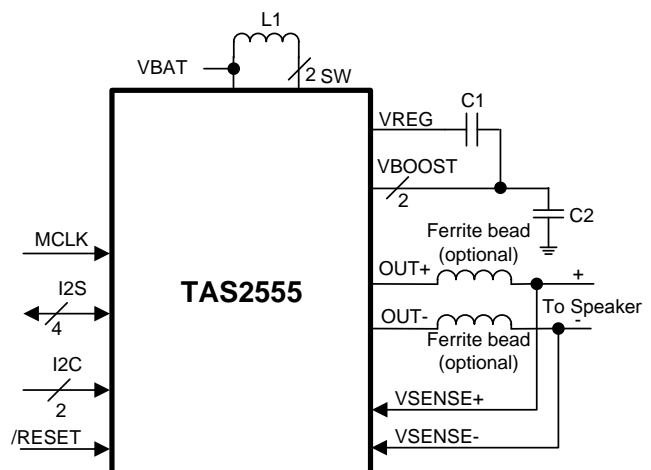 L1
VBAT
2 SW
C1
VREG
VBOOST
2
C2
MCLK
Ferrite bead
(optional)
OUT+
+
TAS2555
I2S
4
To Speaker
OUT-
-
Ferrite bead
(optional)
I2C
2
VSENSE+
/RESET
VSENSE-